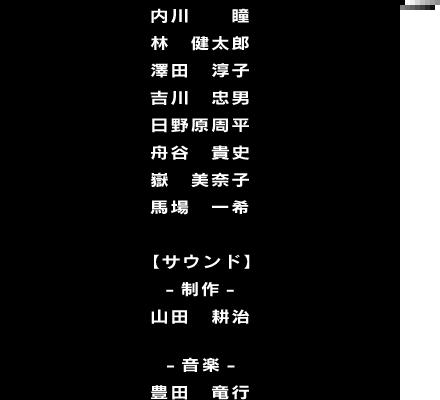 内川　　瞳
林　健太郎
澤田　淳子
吉川　忠男
日野原周平
舟谷　貴史
嶽　美奈子
馬場　一希
【サウンド】
– 制作 –
山田　耕治
– 音楽 –
豊田　竜行